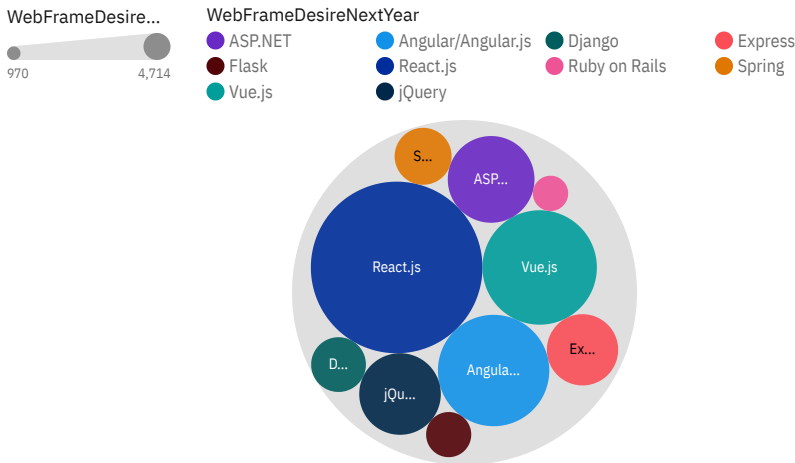 WebFrameDesire...
970
4,714
WebFrameDesireNextYear
ASP.NET
Angular/Angular.js
Django
Express
Flask
React.js
Ruby on Rails
Spring
Vue.js
jQuery
S...
ASP...
React.js
Vue.js
Ex...
D...
Angula...
jQu...